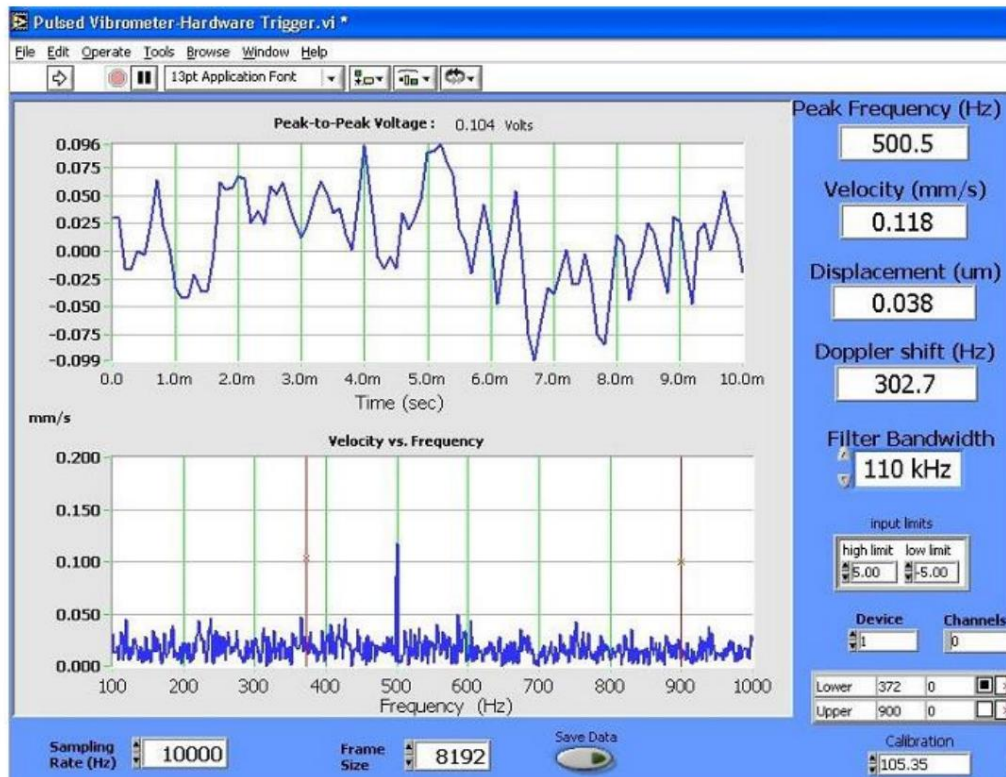 Pulsed Vibrometer-Hardware Trigger.vi *
File Edit Operate Tools Browse Window Help
13pt Application Font
Peak-to-Peak Voltage : 0.104 Volts
0.096
0.075
0.050
0.025
0.000
-0.025
-0.050
-0.075
-0.099
0.0 1.0m 2.0m 3.0m 4.0m 5.0m 6.0m 7.0m 8.0m 9.0m 10.0m
Time (sec)
mm/s
Velocity vs. Frequency
0.200
0.150
0.100
0.050
0.000
100 200 300 400 500 600 700 800 900 1000
Frequency (Hz)
Peak Frequency (Hz)
500.5
Velocity (mm/s)
0.118
Displacement (um)
0.038
Doppler shift (Hz)
302.7
Filter Bandwidth
110 kHz
input limits
high limit low limit
5.00 -5.00
Device Channels
1 0
Lower 372 0
Upper 900 0
Calibration
105.35
Sampling Rate (Hz) 10000
Frame Size 8192
Save Data